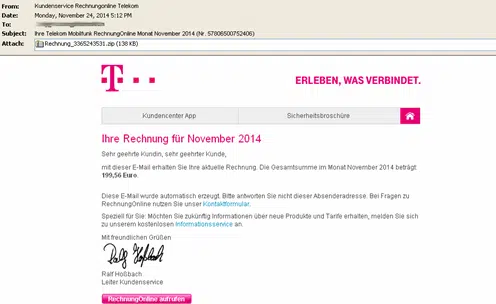 From: Kundenservice Rechnungonline Telekom
Date: Monday, November 24, 2014 5:12 PM
To:
Subject: Ihre Telekom Mobilfunk RechnungOnline Monat November 2014 (Nr. 57806500752406)
Attach: Rechnung_3365243531.zip (138 KB)
T
ERLEBEN, WAS VERBINDET.
Kundencenter App Sicherheitsbroschüre
Ihre Rechnung für November 2014
Sehr geehrte Kundin, sehr geehrter Kunde,
mit dieser E-Mail erhalten Sie Ihre aktuelle Rechnung. Die Gesamtsumme im Monat November 2014 beträgt
199,56 Euro.
Diese E-Mail wurde automatisch erzeugt. Bitte antworten Sie nicht dieser Absenderadresse. Bei Fragen zu
RechnungOnline nutzen Sie unser Kontaktformular.
Speziell für Sie: Möchten Sie zukünftig Informationen über neue Produkte und Tarife erhalten, melden Sie sich
zu unserem kostenlosen Informationsservice an.
Mit freundlichen Grüßen
Ralf Hoßbach
Ralf Hoßbach
Leiter Kundenservice
RechnungOnline aufrufen